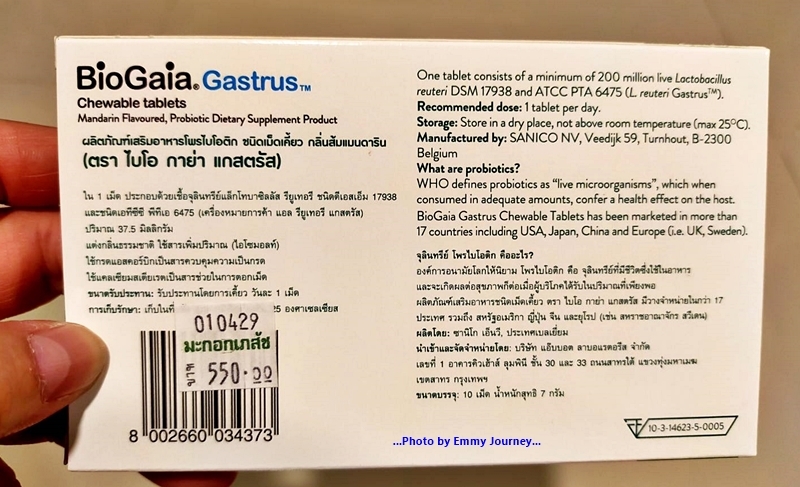 BioGaia® Gastrus™
Chewable tablets
Mandarin Flavoured, Probiotic Dietary Supplement Product
ผลิตภัณฑ์เสริมอาหารโพรไบโอติก ชนิดเม็ดเคี้ยว กลิ่นส้มแมนดาริน
(ตรา ไบโอ กาย่า แกสตรัส)
ใน 1 เม็ด ประกอบด้วยเชื้อจุลินทรีย์แล็กโทบาซิลลัส รียูเทอรี ชนิดดีเอสเอ็ม 17938
และชนิดเอทีซีซี พีทีเอ 6475 (เครื่องหมายการค้า แอล รียูเทอรี แกสตรัส)
ปริมาณ 37.5 มิลลิกรัม
แต่งกลิ่นธรรมชาติ ใช้สารเพิ่มปริมาณ (ไอโซมอลท์)
ใช้กรดแอสคอร์บิกเป็นสารควบคุมความเป็นกรด
ใช้แคลเซียมสเตียเรตเป็นสารช่วยในการตอกเม็ด
ขนาดรับประทาน: รับประทานโดยการเคี้ยว วันละ 1 เม็ด
การเก็บรักษา: เก็บในที่ 25 องศาเซลเซียส
010429
มะกอกเภสัช
บาท 550.00
8 002660 034373
One tablet consists of a minimum of 200 million live Lactobacillus
reuteri DSM 17938 and ATCC PTA 6475 (L. reuteri Gastrus™).
Recommended dose: 1 tablet per day.
Storage: Store in a dry place, not above room temperature (max 25°C).
Manufactured by: SANICO NV, Veedijk 59, Turnhout, B-2300
Belgium
What are probiotics?
WHO defines probiotics as “live microorganisms”, which when
consumed in adequate amounts, confer a health effect on the host.
BioGaia Gastrus Chewable Tablets has been marketed in more than
17 countries including USA, Japan, China and Europe (i.e. UK, Sweden).
จุลินทรีย์ โพรไบโอติก คืออะไร?
องค์การอนามัยโลกให้นิยาม โพรไบโอติก คือ จุลินทรีย์ที่มีชีวิตซึ่งใช้ในอาหาร
และจะเกิดผลต่อสุขภาพก็ต่อเมื่อผู้บริโภคได้รับในปริมาณที่เพียงพอ
ผลิตภัณฑ์เสริมอาหารชนิดเม็ดเคี้ยว ตรา ไบโอ กาย่า แกสตรัส มีวางจำหน่ายกว่า 17
ประเทศ รวมถึง สหรัฐอเมริกา ญี่ปุ่น จีน และยุโรป (เช่น สหราชอาณาจักร สวีเดน)
ผลิตโดย: ซานิโก เอ็นวี, ประเทศเบลเยี่ยม
นำเข้าและจัดจำหน่ายโดย: บริษัท แอ๊บบอต ลาบอแรตอรีส จำกัด
เลขที่ 1 อาคารคิวเฮ้าส์ ลุมพินี ชั้น 30 และ 33 ถนนสาทรใต้ แขวงทุ่งมหาเมฆ
เขตสาทร กรุงเทพฯ
ขนาดบรรจุ: 10 เม็ด น้ำหนักสุทธิ 7 กรัม
10-3-14623-5-0005
...Photo by Emmy Journey...